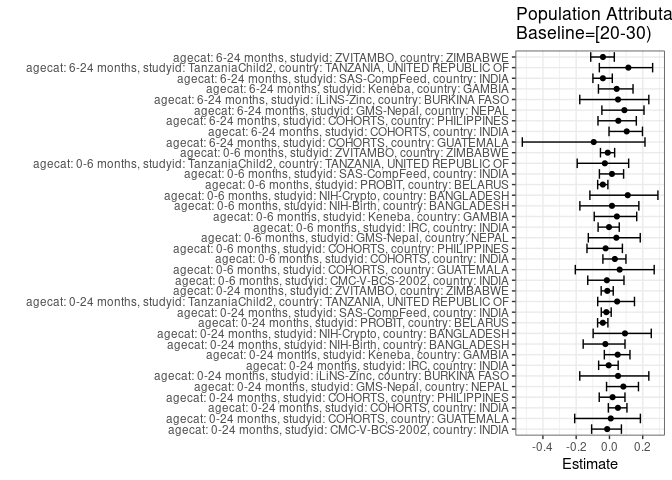 Population Attributa
Baseline=[20-30)
agecat: 6-24 months, studyid: ZVITAMBO, country: ZIMBABWE
agecat: 6-24 months, studyid: TanzaniaChild2, country: TANZANIA, UNITED REPUBLIC OF
agecat: 6-24 months, studyid: SAS-CompFeed, country: INDIA
agecat: 6-24 months, studyid: Keneba, country: GAMBIA
agecat: 6-24 months, studyid: iLiNS-Zinc, country: BURKINA FASO
agecat: 6-24 months, studyid: GMS-Nepal, country: NEPAL
agecat: 6-24 months, studyid: COHORTS, country: PHILIPPINES
agecat: 6-24 months, studyid: COHORTS, country: INDIA
agecat: 6-24 months, studyid: COHORTS, country: GUATEMALA
agecat: 0-6 months, studyid: ZVITAMBO, country: ZIMBABWE
agecat: 0-6 months, studyid: TanzaniaChild2, country: TANZANIA, UNITED REPUBLIC OF
agecat: 0-6 months, studyid: SAS-CompFeed, country: INDIA
agecat: 0-6 months, studyid: PROBIT, country: BELARUS
agecat: 0-6 months, studyid: NIH-Crypto, country: BANGLADESH
agecat: 0-6 months, studyid: NIH-Birth, country: BANGLADESH
agecat: 0-6 months, studyid: Keneba, country: GAMBIA
agecat: 0-6 months, studyid: IRC, country: INDIA
agecat: 0-6 months, studyid: GMS-Nepal, country: NEPAL
agecat: 0-6 months, studyid: COHORTS, country: PHILIPPINES
agecat: 0-6 months, studyid: COHORTS, country: INDIA
agecat: 0-6 months, studyid: COHORTS, country: GUATEMALA
agecat: 0-6 months, studyid: CMC-V-BCS-2002, country: INDIA
agecat: 0-24 months, studyid: ZVITAMBO, country: ZIMBABWE
agecat: 0-24 months, studyid: TanzaniaChild2, country: TANZANIA, UNITED REPUBLIC OF
agecat: 0-24 months, studyid: SAS-CompFeed, country: INDIA
agecat: 0-24 months, studyid: PROBIT, country: BELARUS
agecat: 0-24 months, studyid: NIH-Crypto, country: BANGLADESH
agecat: 0-24 months, studyid: NIH-Birth, country: BANGLADESH
agecat: 0-24 months, studyid: Keneba, country: GAMBIA
agecat: 0-24 months, studyid: IRC, country: INDIA
agecat: 0-24 months, studyid: iLiNS-Zinc, country: BURKINA FASO
agecat: 0-24 months, studyid: GMS-Nepal, country: NEPAL
agecat: 0-24 months, studyid: COHORTS, country: PHILIPPINES
agecat: 0-24 months, studyid: COHORTS, country: INDIA
agecat: 0-24 months, studyid: COHORTS, country: GUATEMALA
agecat: 0-24 months, studyid: CMC-V-BCS-2002, country: INDIA
-0.4 -0.2 0.0 0.2
Estimate